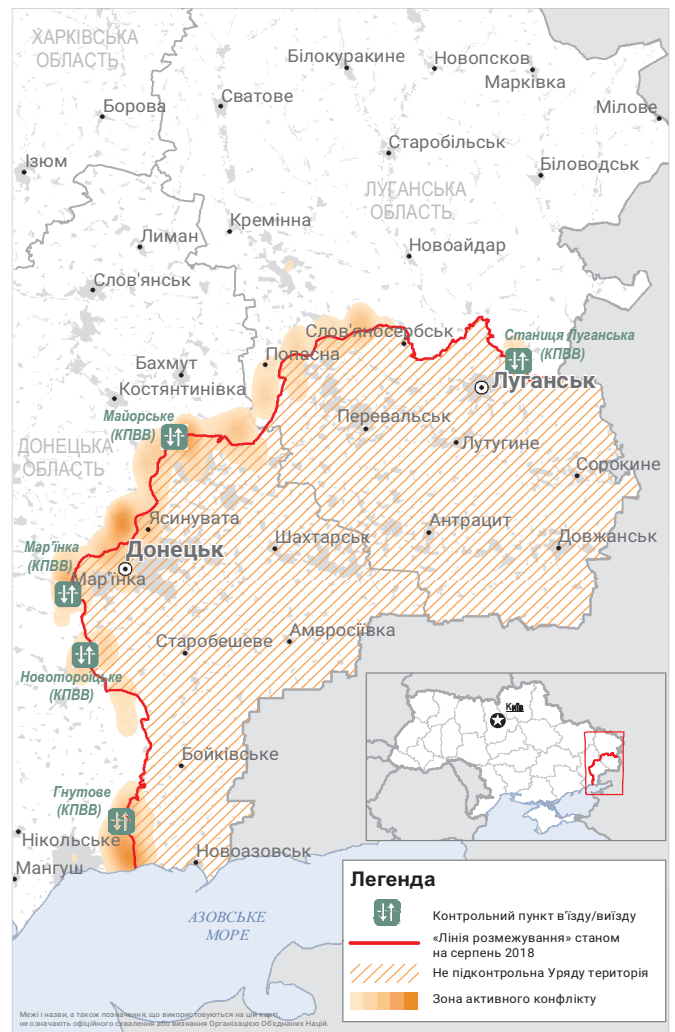 ХАРКІВСЬКА
ОБЛАСТЬ
Білокуракине
Новопсков
Марківка
Сватове
Борова
Мілове
Старобільськ
Ізюм
Біловодськ
ЛУГАНСЬКА
ОБЛАСТЬ
Кремінна
Лиман
Новоайдар
Слов'янськ
Слов'яносербськ
Станиця Луганська
(КПВВ)
Попасна
Бахмут
Луганськ
Костянтинівка
Майорське
(КПВВ)
Перевальськ
Лутугине
ДОНЕЦЬКА
ОБЛАСТЬ
Сорокине
Ясинувата
Антрацит
Шахтарськ
Довжанськ
Мар'їнка
(КПВВ)
Донецьк
Мар'їнка
Амвросіївка
Старобешеве
Новотороіцьке
(КПВВ)
Київ
Бойківське
Гнутове
(КПВВ)
Нікольське
Новоазовськ
Мангуш
АЗОВСЬКЕ
МОРЕ
Легенда
Контрольний пункт в'їзду/виїзду
«Лінія розмежування» станом
на серпень 2018
Не підконтрольна Уряду територія
Зона активного конфлікту
Межі і назви, а також позначення, що використовуються на цій карті,
не означають офіційного схвалення або визнання Організацією Об'єднаних Націй.